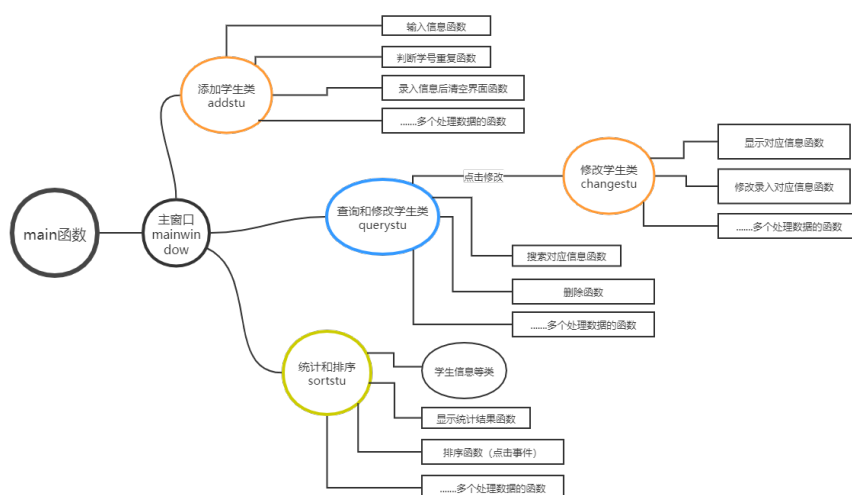 main函数
主窗口
mainwin
dow
添加学生类
addstu
输入信息函数
判断学号重复函数
录入信息后清空界面函数
.......多个处理数据的函数
查询和修改学生类
querystu
点击修改
修改学生类
changestu
显示对应信息函数
修改录入对应信息函数
.......多个处理数据的函数
搜索对应信息函数
删除函数
.......多个处理数据的函数
统计和排序
sortstu
学生信息等类
显示统计结果函数
排序函数（点击事件）
.......多个处理数据的函数